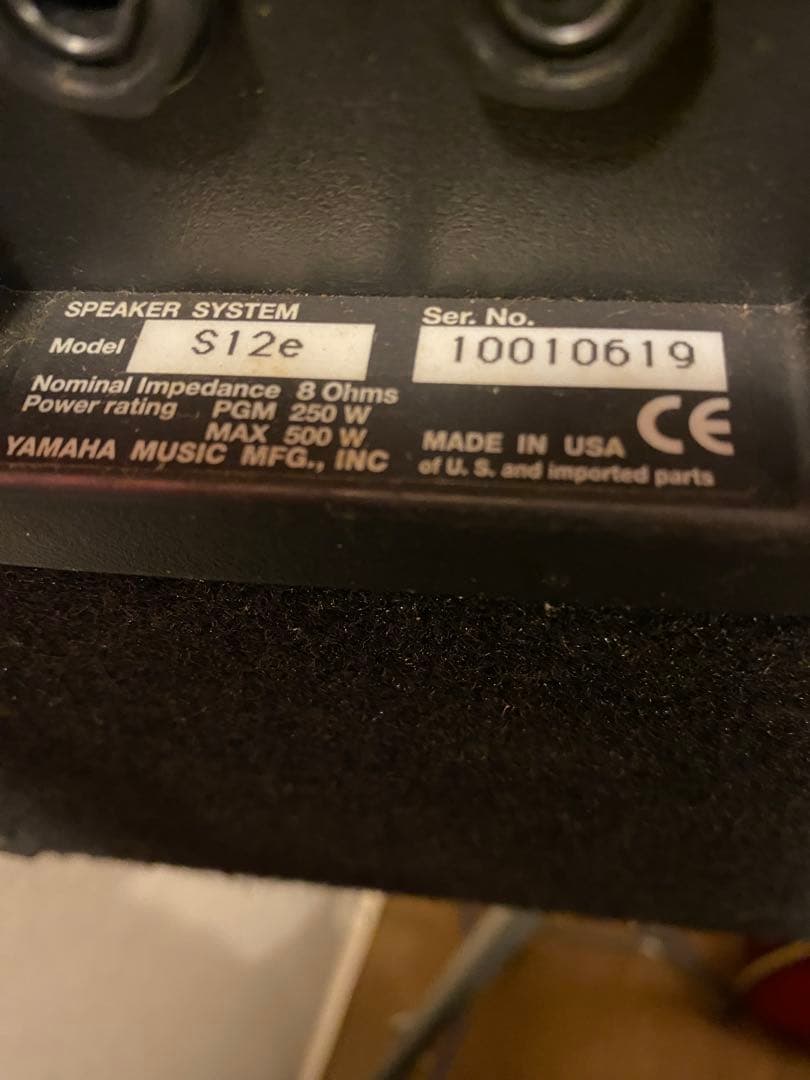 SPEAKER SYSTEM
Model S12e
Nominal Impedance 8 Ohms
Power rating PGM 250 W
MAX 500 W
YAMAHA MUSIC MFG., INC
Ser. No.
10010619
CE
MADE IN USA
of U. S. and imported parts